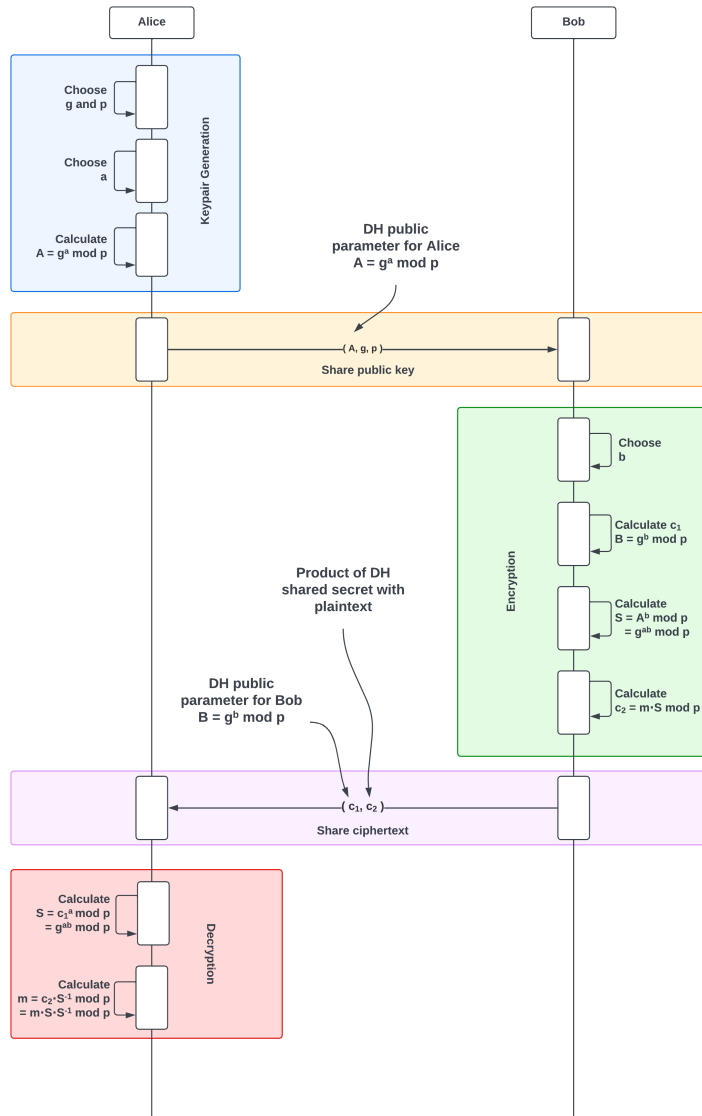 Alice
Bob
Choose
g and p
Choose
a
Calculate
A = gᵃ mod p
Keypair Generation
DH public
parameter for Alice
A = gᵃ mod p
( A, g, p )
Share public key
Choose
b
Calculate c₁
B = gᵇ mod p
Calculate
S = Aᵇ mod p
= gᵃᵇ mod p
Calculate
c₂ = m·S mod p
Encryption
Product of DH
shared secret with
plaintext
DH public
parameter for Bob
B = gᵇ mod p
( c₁, c₂ )
Share ciphertext
Calculate
S = c₁ᵃ mod p
= gᵃᵇ mod p
Calculate
m = c₂·S⁻¹ mod p
= m·S·S⁻¹ mod p
Decryption